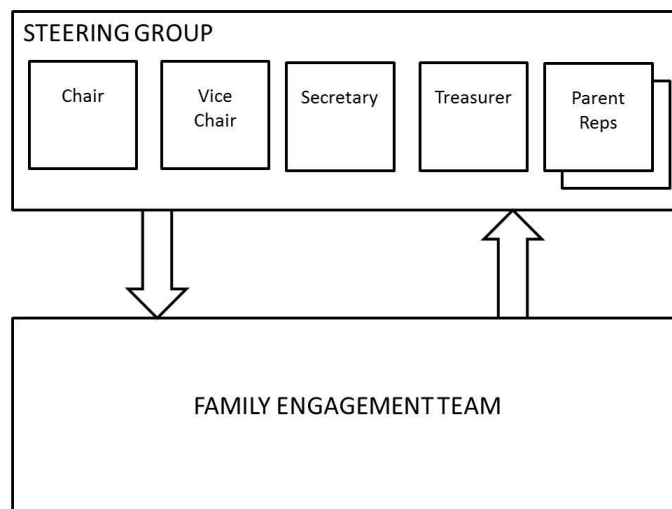 STEERING GROUP
Chair
Vice
Chair
Secretary
Treasurer
Parent
Reps
FAMILY ENGAGEMENT TEAM